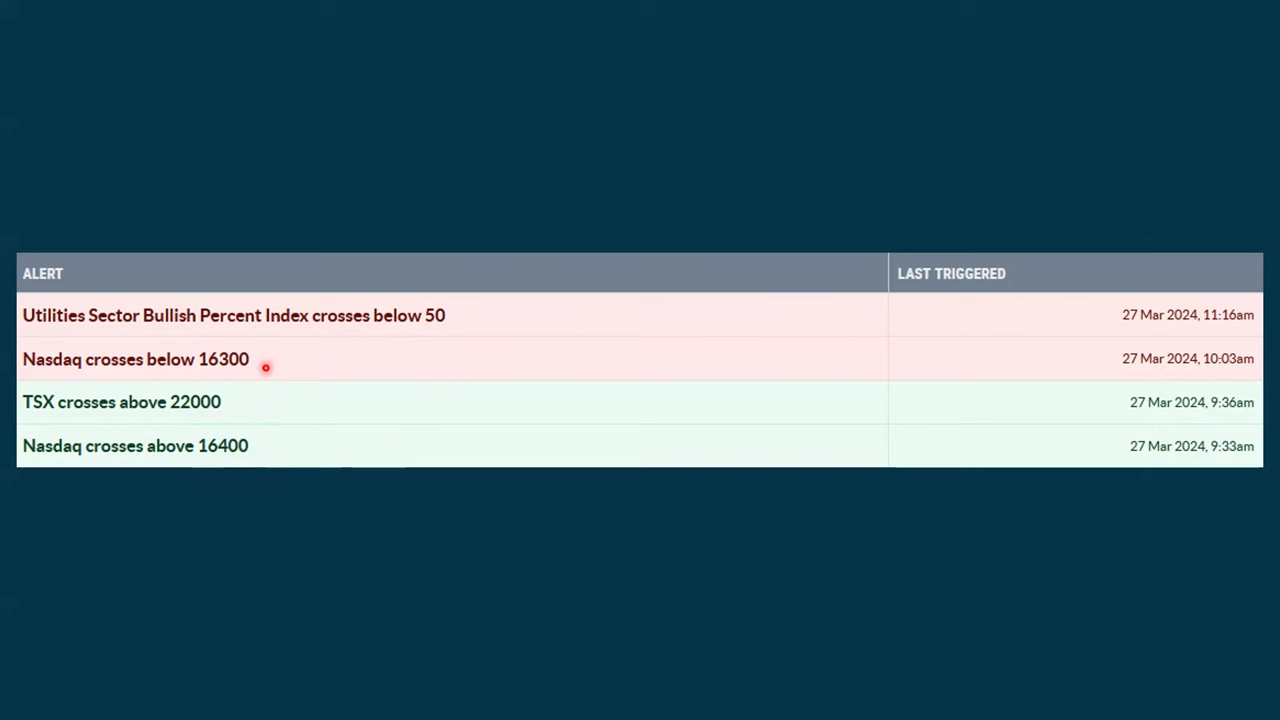 ALERT LAST TRIGGERED
Utilities Sector Bullish Percent Index crosses below 50 27 Mar 2024, 11:16am
Nasdaq crosses below 16300 27 Mar 2024, 10:03am
TSX crosses above 22000 27 Mar 2024, 9:36am
Nasdaq crosses above 16400 27 Mar 2024, 9:33am